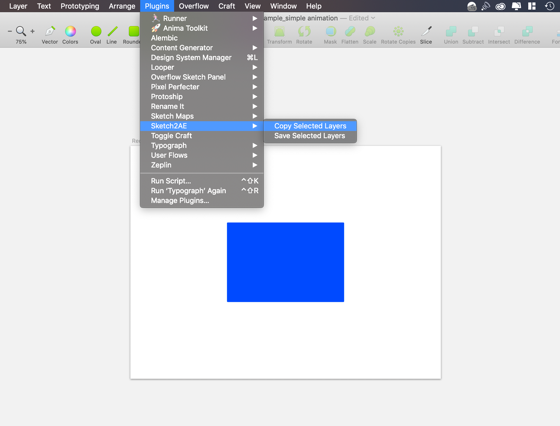 Layer Text Prototyping Arrange Plugins Overflow Craft View Window Help
ample_simple animation — Edited
75% Vector Colors Oval Line Rounde Transform Rotate Mask Flatten Scale Rotate Copies Slice Union Subtract Intersect Difference For
Runner
Anima Toolkit
Alembic
Content Generator
Design System Manager ⌘L
Looper
Overflow Sketch Panel
Pixel Perfecter
Protoship
Rename It
Sketch Maps
Sketch2AE
Copy Selected Layers
Toggle Craft
Save Selected Layers
Typograph
User Flows
Zeplin
Run Script... ^⇧K
Run 'Typograph' Again ^⇧R
Manage Plugins...